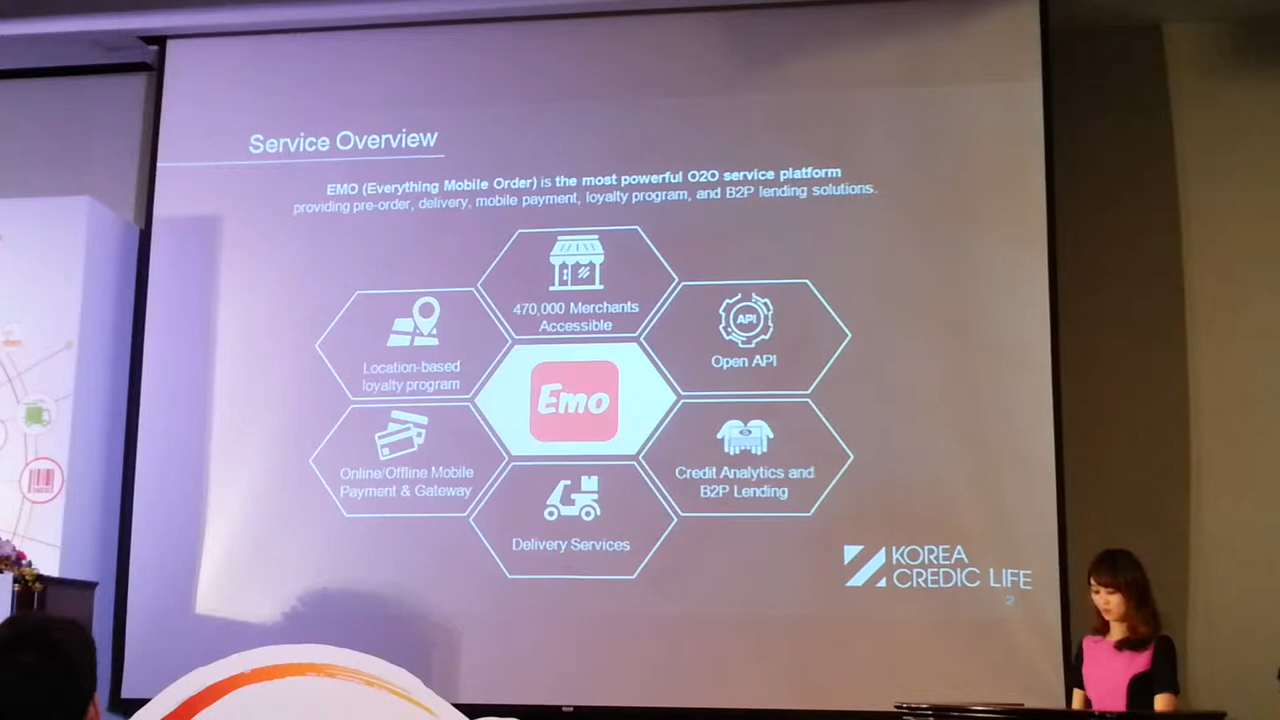 Service Overview
EMO (Everything Mobile Order) is the most powerful O2O service platform
providing pre-order, delivery, mobile payment, loyalty program, and B2P lending solutions.
470,000 Merchants
Accessible
Location-based
loyalty program
API
Open API
Emo
Online/Offline Mobile
Payment & Gateway
Credit Analytics and
B2P Lending
Delivery Services
KOREA
CREDIC LIFE
2